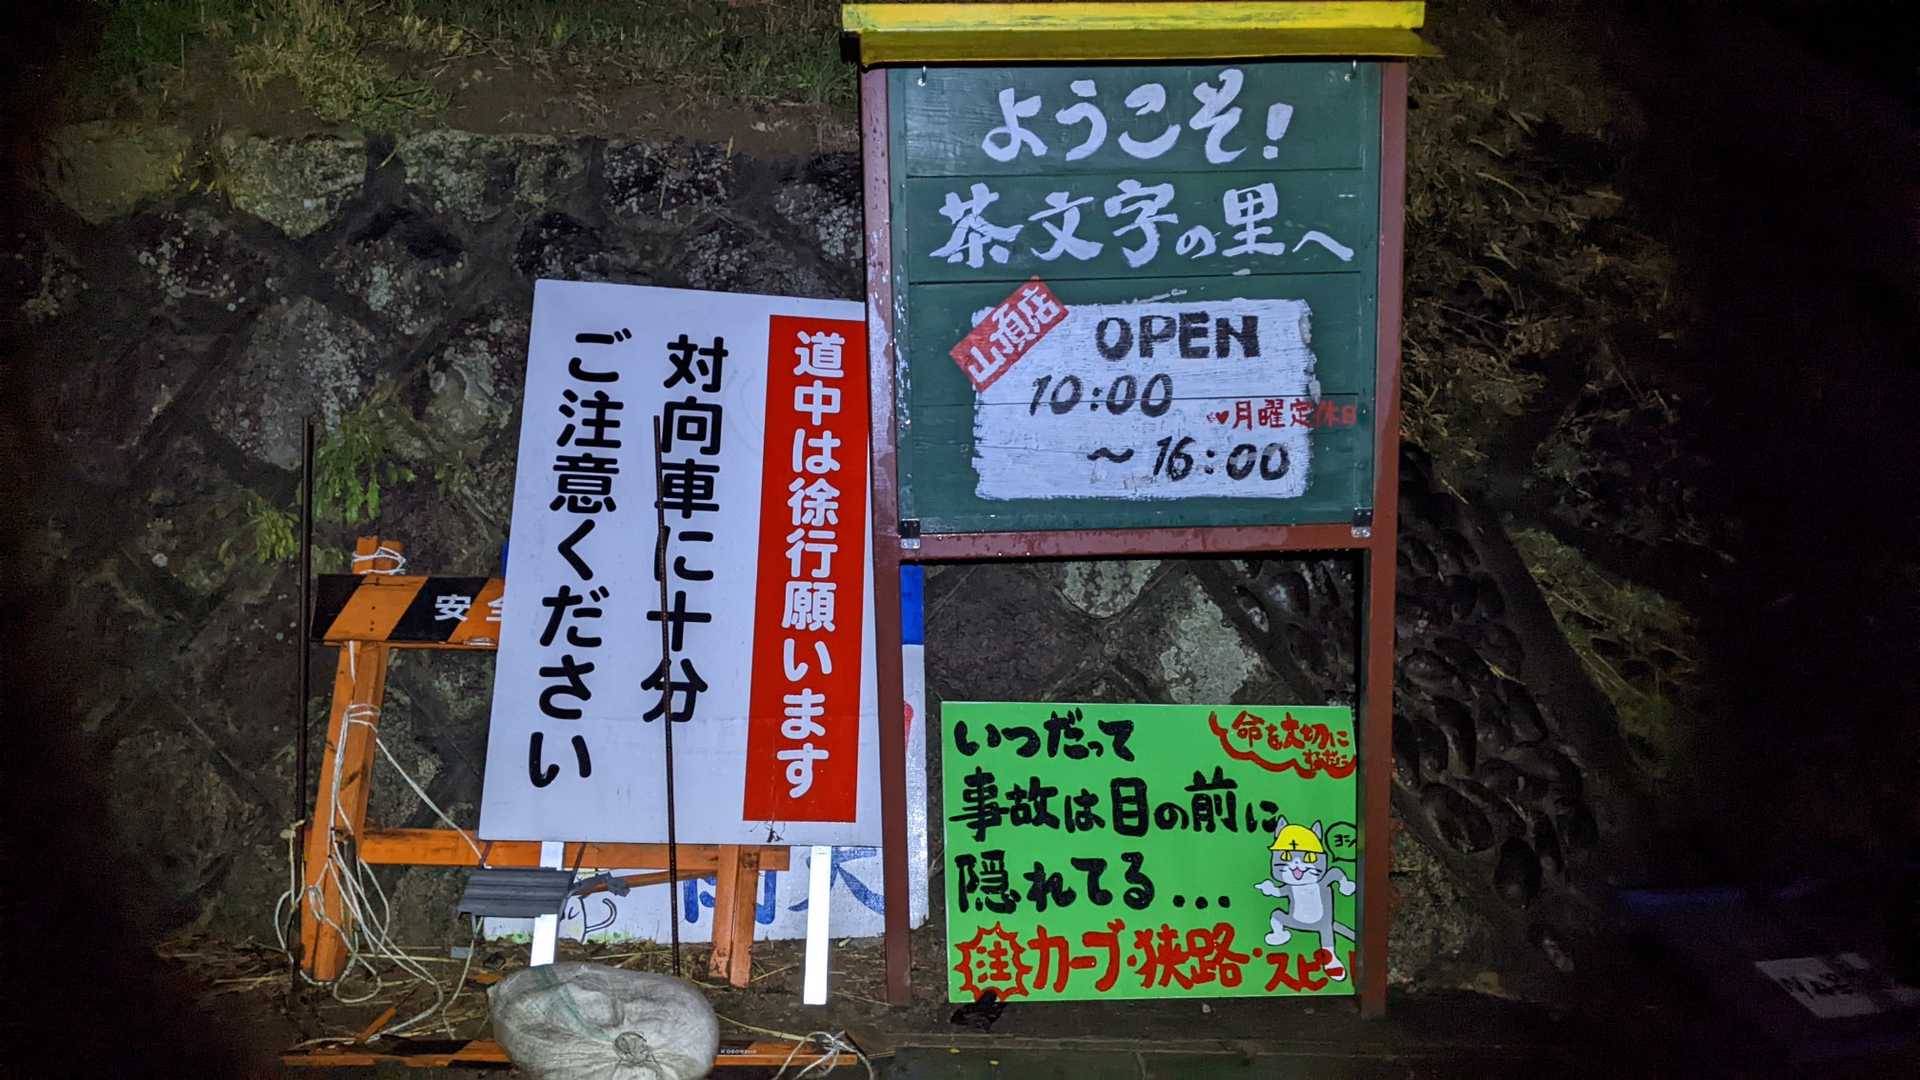 ようこそ!
茶文字の里へ
山頂店
OPEN
10:00
♥月曜定休日
～16:00
道中は徐行願います
対向車に十分
ご注意ください
安全
いつだって
命を大切に
事故は目の前に
隠れてる...
ヨシ
注カーブ・狭路・スピー
雨天